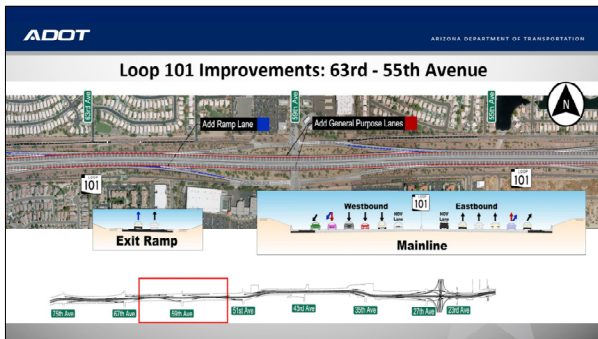 ADOT
ARIZONA DEPARTMENT OF TRANSPORTATION
Loop 101 Improvements: 63rd - 55th Avenue
63rd Ave
59th Ave
55th Ave
N
Add Ramp Lane
Add General Purpose Lanes
LOOP
101
LOOP
101
LOOP
101
Westbound
Eastbound
HOV
Lane
HOV
Lane
Exit Ramp
Mainline
75th Ave
67th Ave
59th Ave
51st Ave
43rd Ave
35th Ave
27th Ave
23rd Ave